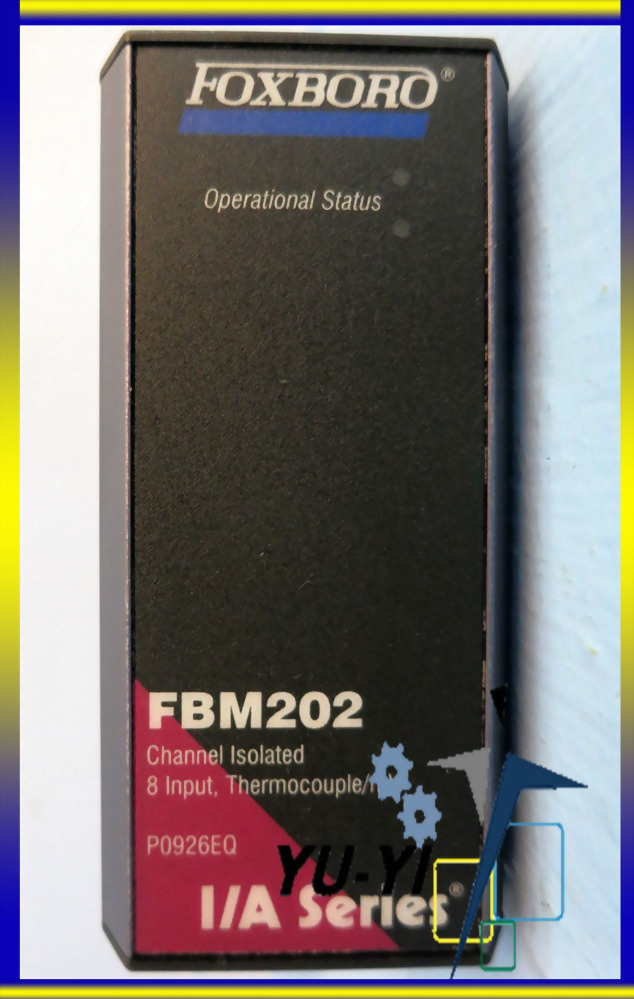 FOXBORO®
Operational Status
FBM202
Channel Isolated
8 Input, Thermocouple/
P0926EQ
YU-YI
I/A Series®